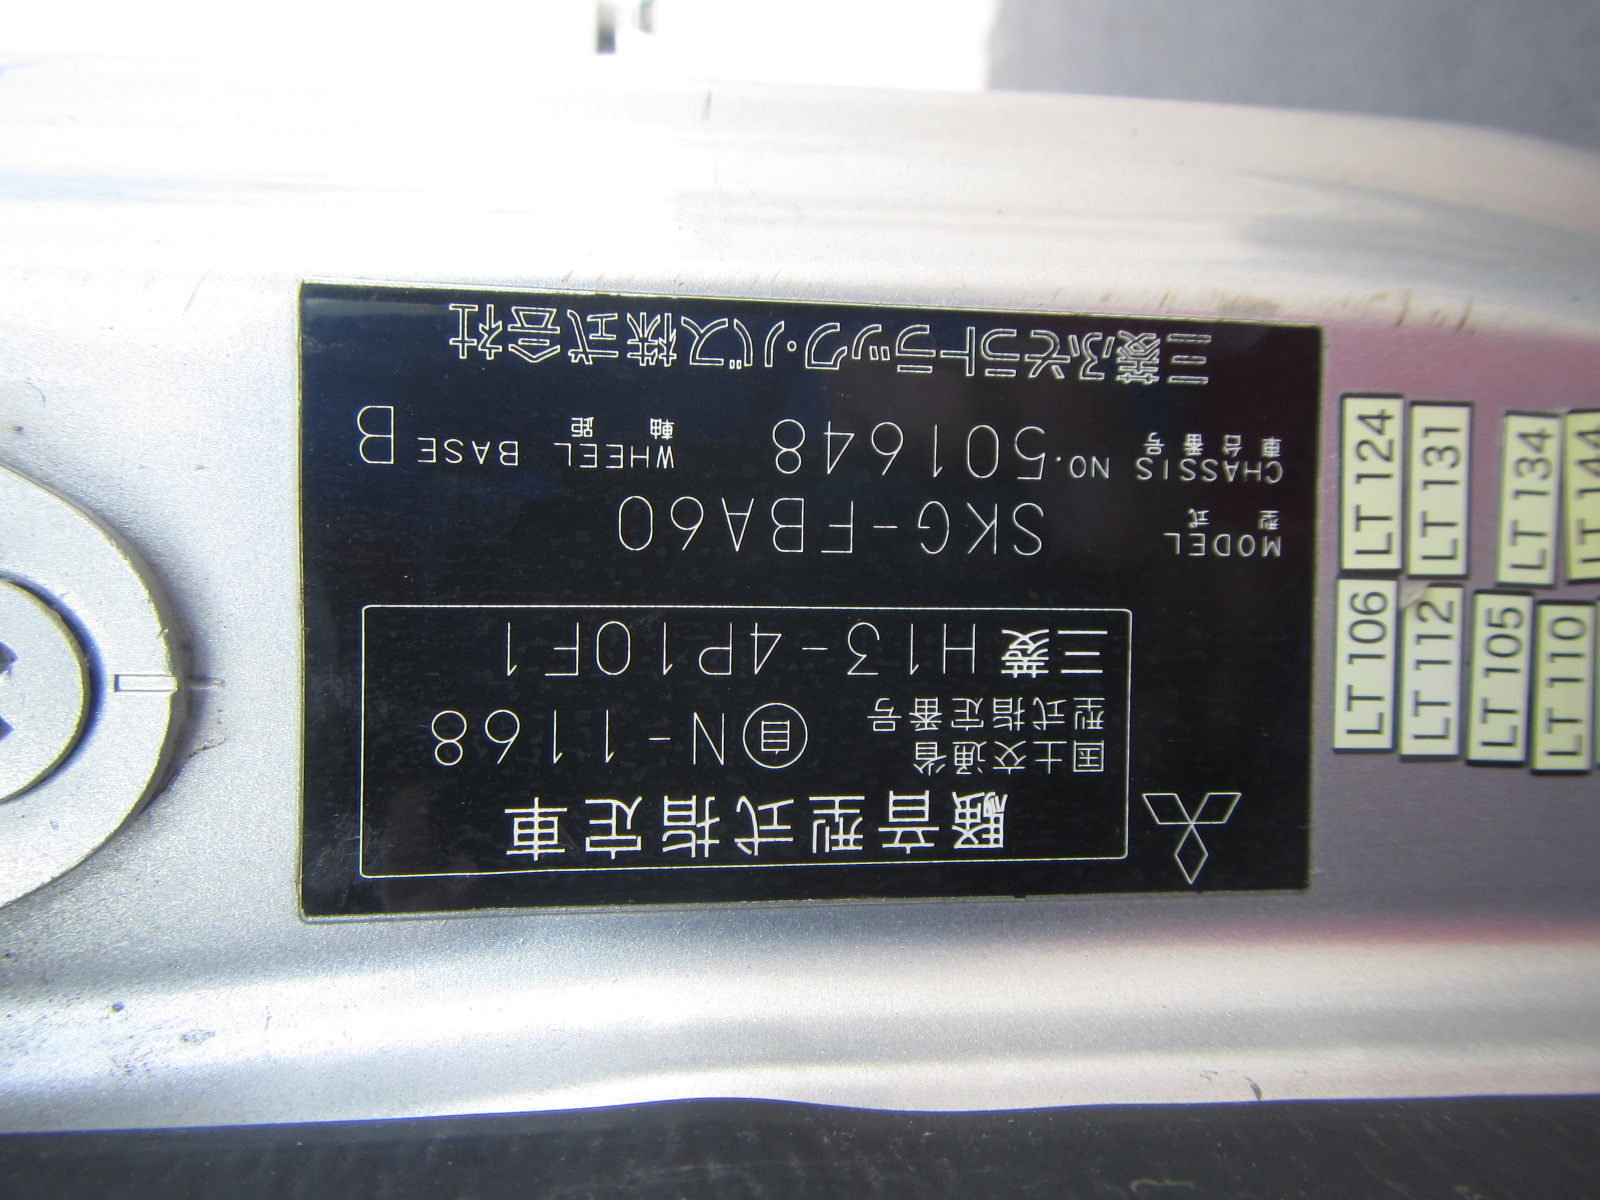 騒音型式指定車
国土交通省
型式指定番号 自 N-1168
三菱 H13-4P10F1
MODEL
型式 SKG-FBA60
CHASSIS NO. 501648 WHEEL BASE B
車台番号 軸距
三菱ふそうトラック・バス株式会社
LT 124
LT 131
LT 134
LT 144
LT 106
LT 112
LT 105
LT 110